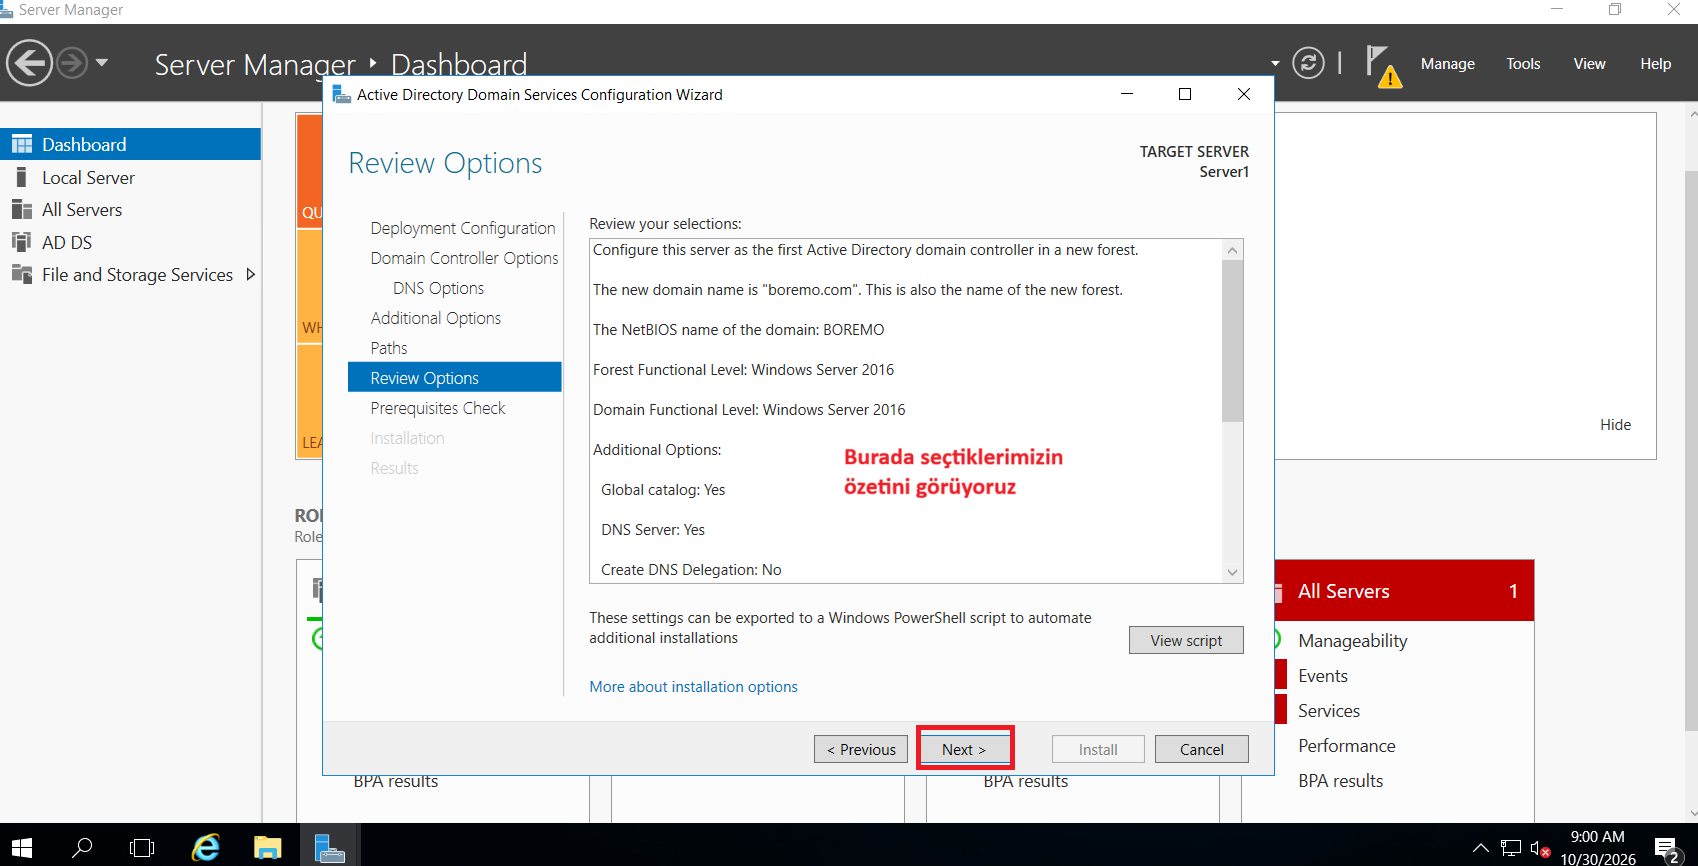 Server Manager
Server Manager ‣ Dashboard
Manage
Tools
View
Help
Dashboard
Local Server
All Servers
AD DS
File and Storage Services
QU
WH
LEA
Hide
ROL
Role
Active Directory Domain Services Configuration Wizard
Review Options
TARGET SERVER
Server1
Deployment Configuration
Domain Controller Options
DNS Options
Additional Options
Paths
Review Options
Prerequisites Check
Installation
Results
Review your selections:
Configure this server as the first Active Directory domain controller in a new forest.
The new domain name is "boremo.com". This is also the name of the new forest.
The NetBIOS name of the domain: BOREMO
Forest Functional Level: Windows Server 2016
Domain Functional Level: Windows Server 2016
Additional Options:
Global catalog: Yes
DNS Server: Yes
Create DNS Delegation: No
Burada seçtiklerimizin
özetini görüyoruz
These settings can be exported to a Windows PowerShell script to automate
additional installations
View script
More about installation options
< Previous
Next >
Install
Cancel
All Servers 1
Manageability
Events
Services
Performance
BPA results
BPA results
BPA results
9:00 AM
10/30/2026
2